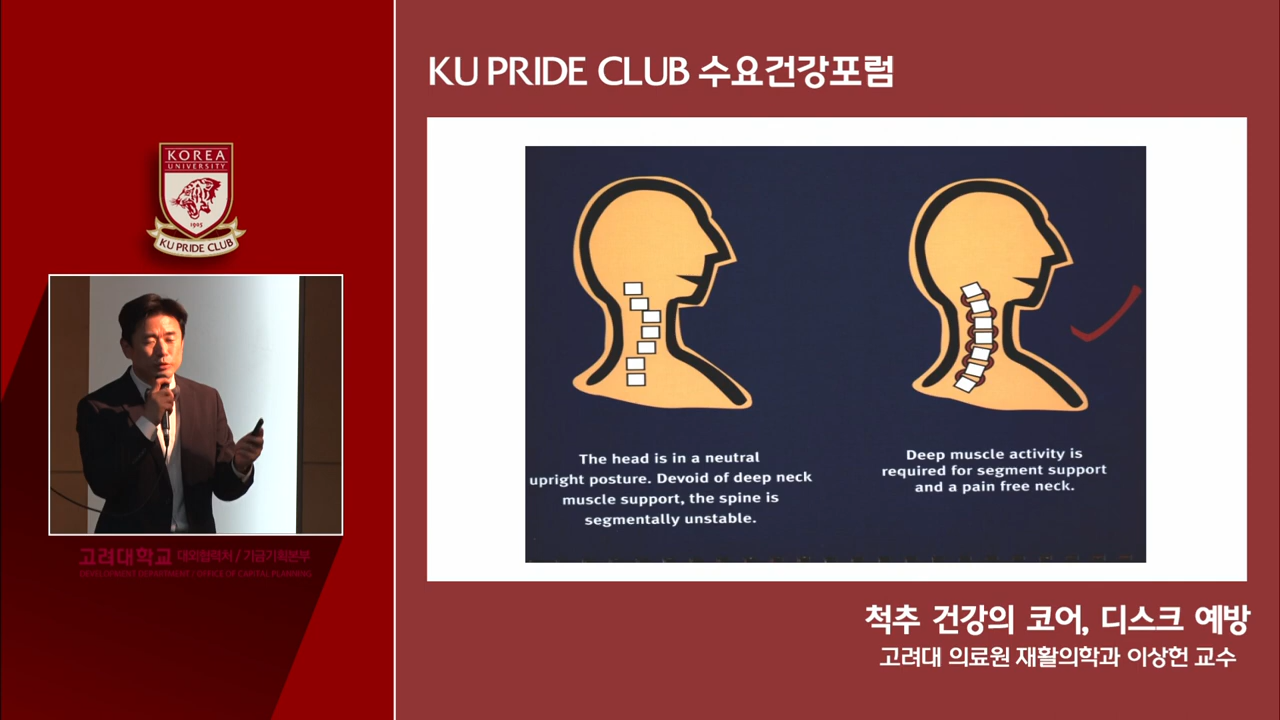 KU PRIDE CLUB 수요건강포럼
KOREA
UNIVERSITY
1905
KU PRIDE CLUB
The head is in a neutral
upright posture. Devoid of deep neck
muscle support, the spine is
segmentally unstable.
Deep muscle activity is
required for segment support
and a pain free neck.
고려대학교 대외협력처 / 기금기획본부
DEVELOPMENT DEPARTMENT / OFFICE OF CAPITAL PLANNING
척추 건강의 코어, 디스크 예방
고려대 의료원 재활의학과 이상헌 교수